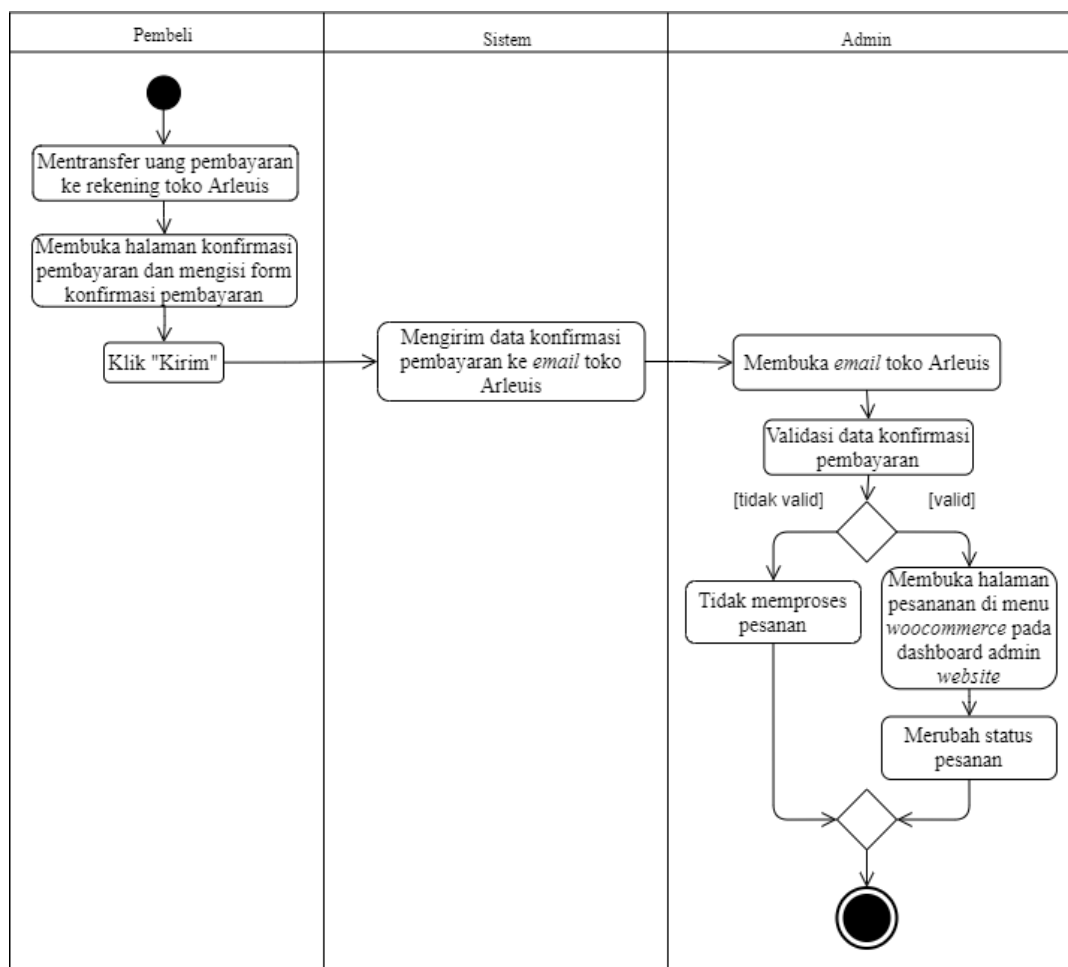 Pembeli
Sistem
Admin
Mentransfer uang pembayaran
ke rekening toko Arleuis
Membuka halaman konfirmasi
pembayaran dan mengisi form
konfirmasi pembayaran
Klik "Kirim"
Mengirim data konfirmasi
pembayaran ke email toko
Arleuis
Membuka email toko Arleuis
Validasi data konfirmasi
pembayaran
[tidak valid]
[valid]
Tidak memproses
pesanan
Membuka halaman
pesananan di menu
woocommerce pada
dashboard admin
website
Merubah status
pesanan